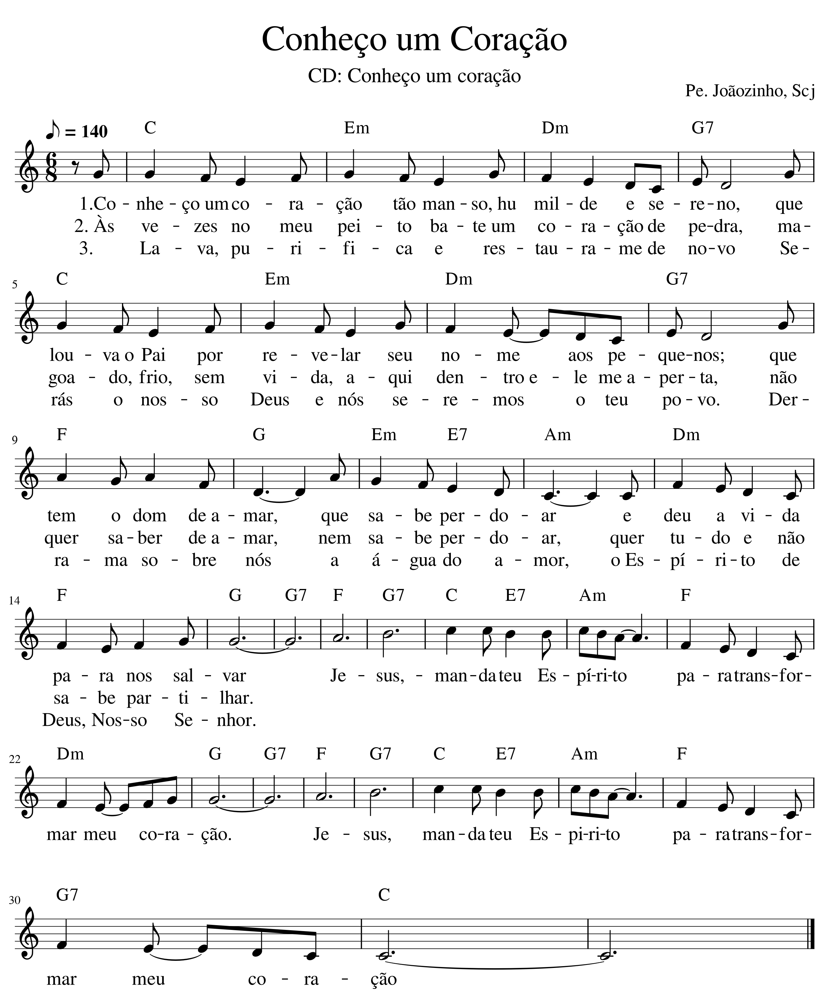 Conheço um Coração
CD: Conheço um coração
Pe. Joãozinho, Scj
= 140
C Em Dm G7
6
8
1.Co - nhe - ço um co - ra - ção tão man - so, hu mil - de e se - re - no, que
2. Às ve - zes no meu pei - to ba - te um co - ra - ção de pe - dra, ma -
3. La - va, pu - ri - fi - ca e res - tau - ra - me de no - vo Se -
5 C Em Dm G7
lou - va o Pai por re - ve - lar seu no - me aos pe - que - nos; que
goa - do, frio, sem vi - da, a - qui den - tro e - le me a - per - ta, não
rás o nos - so Deus e nós se - re - mos o teu po - vo. Der -
9 F G Em E7 Am Dm
tem o dom de a - mar, que sa - be per - do - ar e deu a vi - da
quer sa - ber de a - mar, nem sa - be per - do - ar, quer tu - do e não
ra - ma so - bre nós a á - gua do a - mor, o Es - pí - ri - to de
14 F G G7 F G7 C E7 Am F
pa - ra nos sal - var Je - sus, - man - da teu Es - pí - ri - to pa - ra trans - for -
sa - be par - ti - lhar.
Deus, Nos - so Se - nhor.
22 Dm G G7 F G7 C E7 Am F
mar meu co - ra - ção. Je - sus, man - da teu Es - pi - ri - to pa - ra trans - for -
30 G7 C
mar meu co - ra - ção